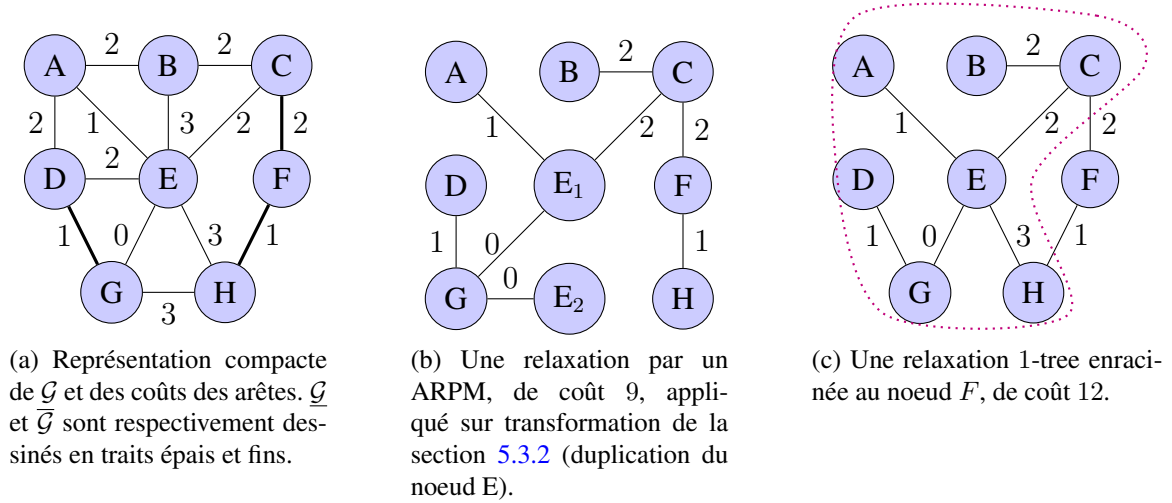 A 2 B 2 C
2 1 3 2 2
D 2 E F
1 0 3 1
G 3 H
A B 2 C
1 2 2
D E1 F
1 0 1
G 0 E2 H
A B 2 C
1 2 2
D E F
1 0 3 1
G H
(a) Représentation compacte
de G et des coûts des arêtes. G
et G sont respectivement des-
sinés en traits épais et fins.
(b) Une relaxation par un
ARPM, de coût 9, appli-
qué sur transformation de la
section 5.3.2 (duplication du
noeud E).
(c) Une relaxation 1-tree enraci-
née au noeud F, de coût 12.